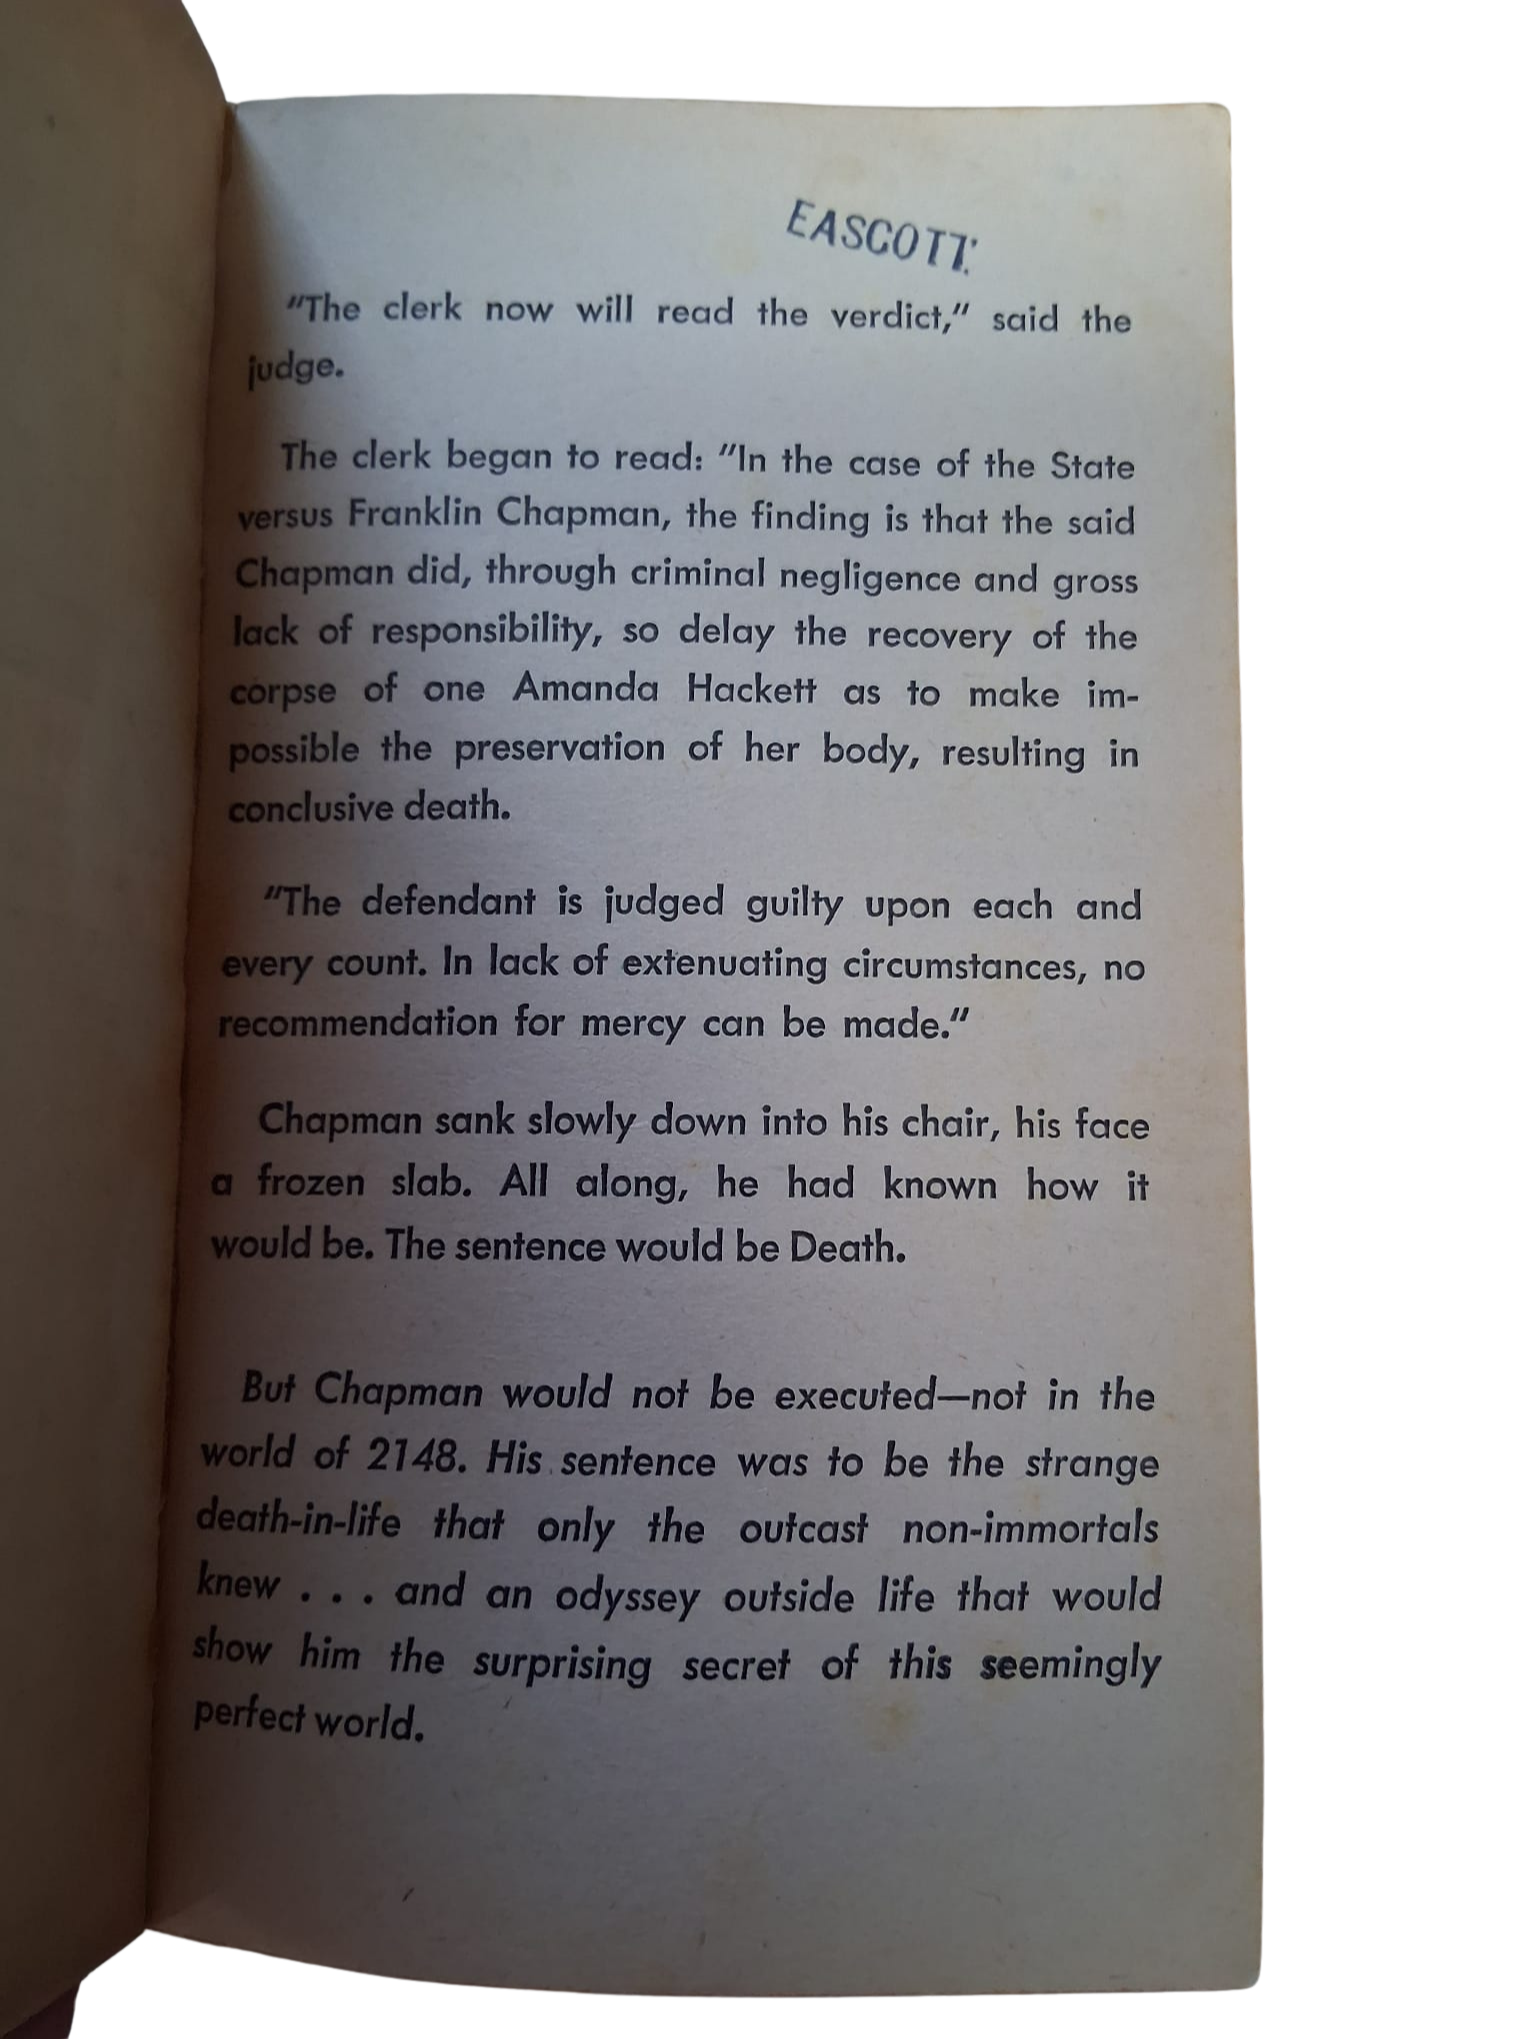 EASCOTT.
"The clerk now will read the verdict," said the
judge.
The clerk began to read: "In the case of the State
versus Franklin Chapman, the finding is that the said
Chapman did, through criminal negligence and gross
lack of responsibility, so delay the recovery of the
corpse of one Amanda Hackett as to make im-
possible the preservation of her body, resulting in
conclusive death.
"The defendant is judged guilty upon each and
every count. In lack of extenuating circumstances, no
recommendation for mercy can be made."
Chapman sank slowly down into his chair, his face
a frozen slab. All along, he had known how it
would be. The sentence would be Death.
But Chapman would not be executed—not in the
world of 2148. His sentence was to be the strange
death-in-life that only the outcast non-immortals
knew . . . and an odyssey outside life that would
show him the surprising secret of this seemingly
perfect world.